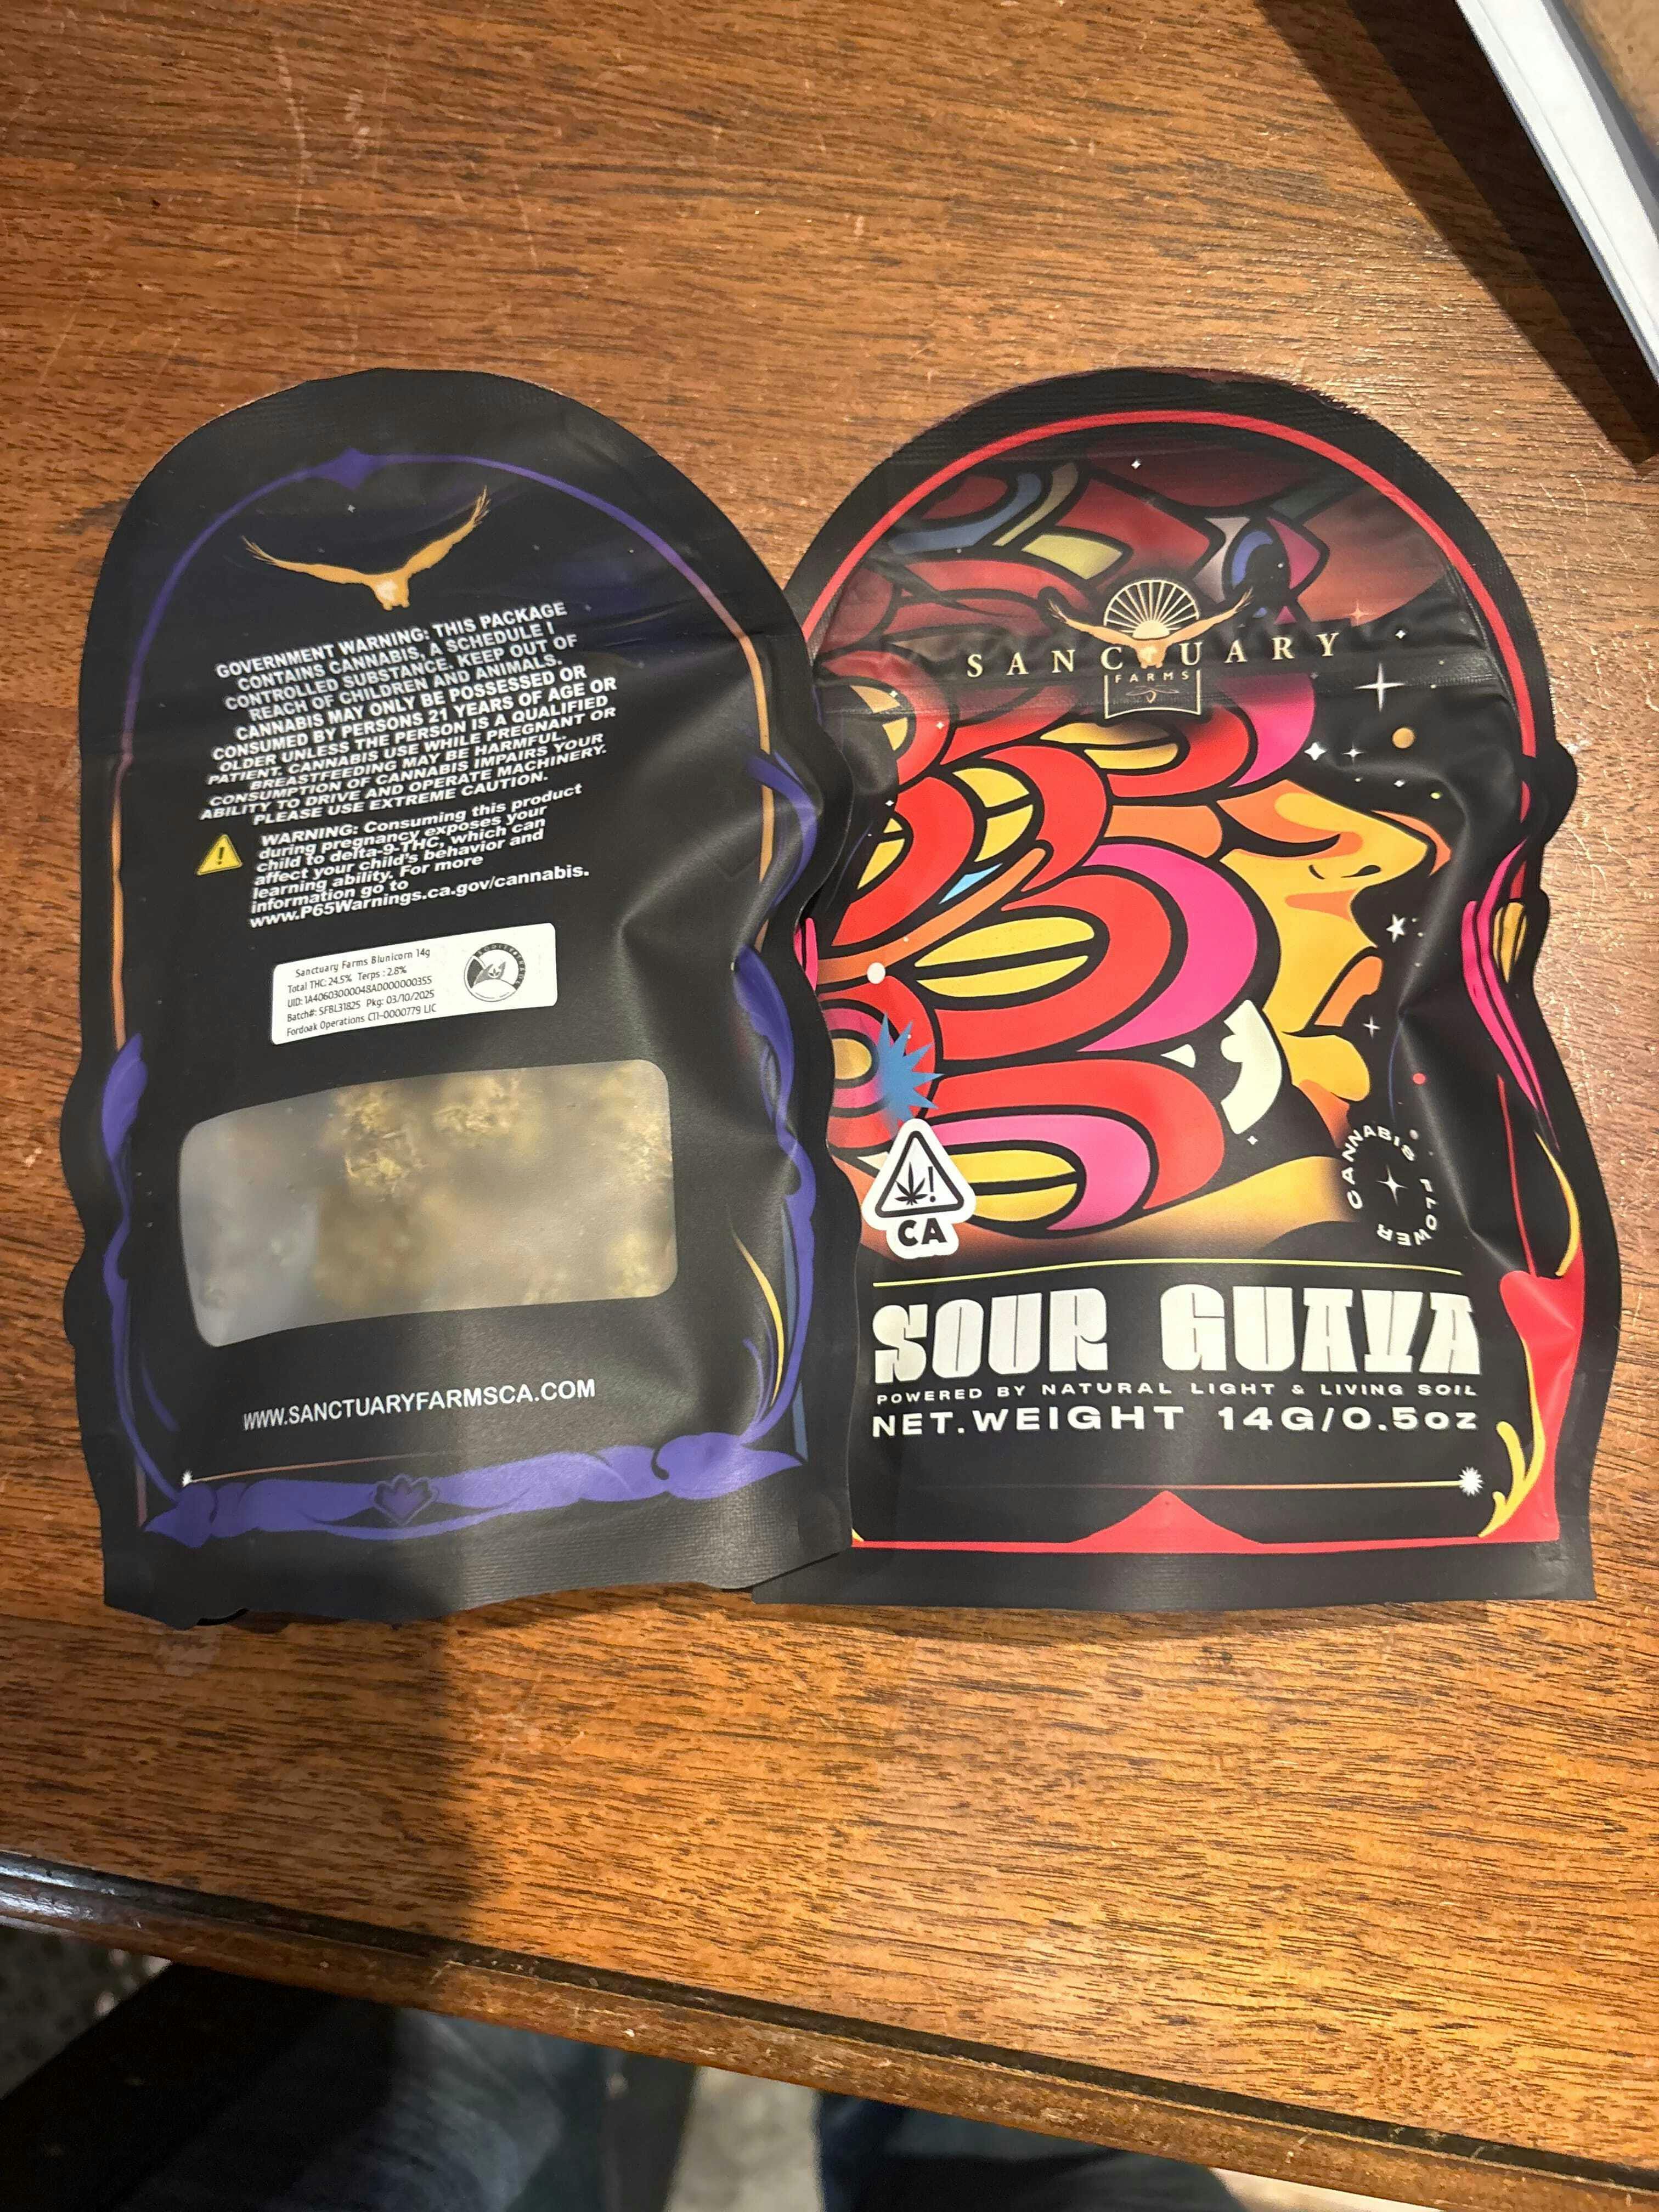 GOVERNMENT WARNING: THIS PACKAGE
CONTAINS CANNABIS, A SCHEDULE I
CONTROLLED SUBSTANCE. KEEP OUT OF
REACH OF CHILDREN AND ANIMALS.
CANNABIS MAY ONLY BE POSSESSED OR
CONSUMED BY PERSONS 21 YEARS OF AGE OR
OLDER UNLESS THE PERSON IS A QUALIFIED
PATIENT. CANNABIS USE WHILE PREGNANT OR
BREASTFEEDING MAY BE HARMFUL.
CONSUMPTION OF CANNABIS IMPAIRS YOUR
ABILITY TO DRIVE AND OPERATE MACHINERY.
PLEASE USE EXTREME CAUTION.
WARNING: Consuming this product
during pregnancy exposes your
child to delta-9-THC, which can
affect your child's behavior and
learning ability. For more
information go to
www.P65Warnings.ca.gov/cannabis.
Sanctuary Farms Blunicorn 14g
Total THC: 24.5% Terps : 2.8%
UID: 1A4060300048AD000000355
Batch#: SFBL31825 Pkg: 03/10/2025
Fordoak Operations C11-0000779 LIC
WWW.SANCTUARYFARMSCA.COM
SANCTUARY
FARMS
CANNABIS FLOWER
CA
SOUR GUAVA
POWERED BY NATURAL LIGHT & LIVING SOIL
NET.WEIGHT 14G/0.5oz